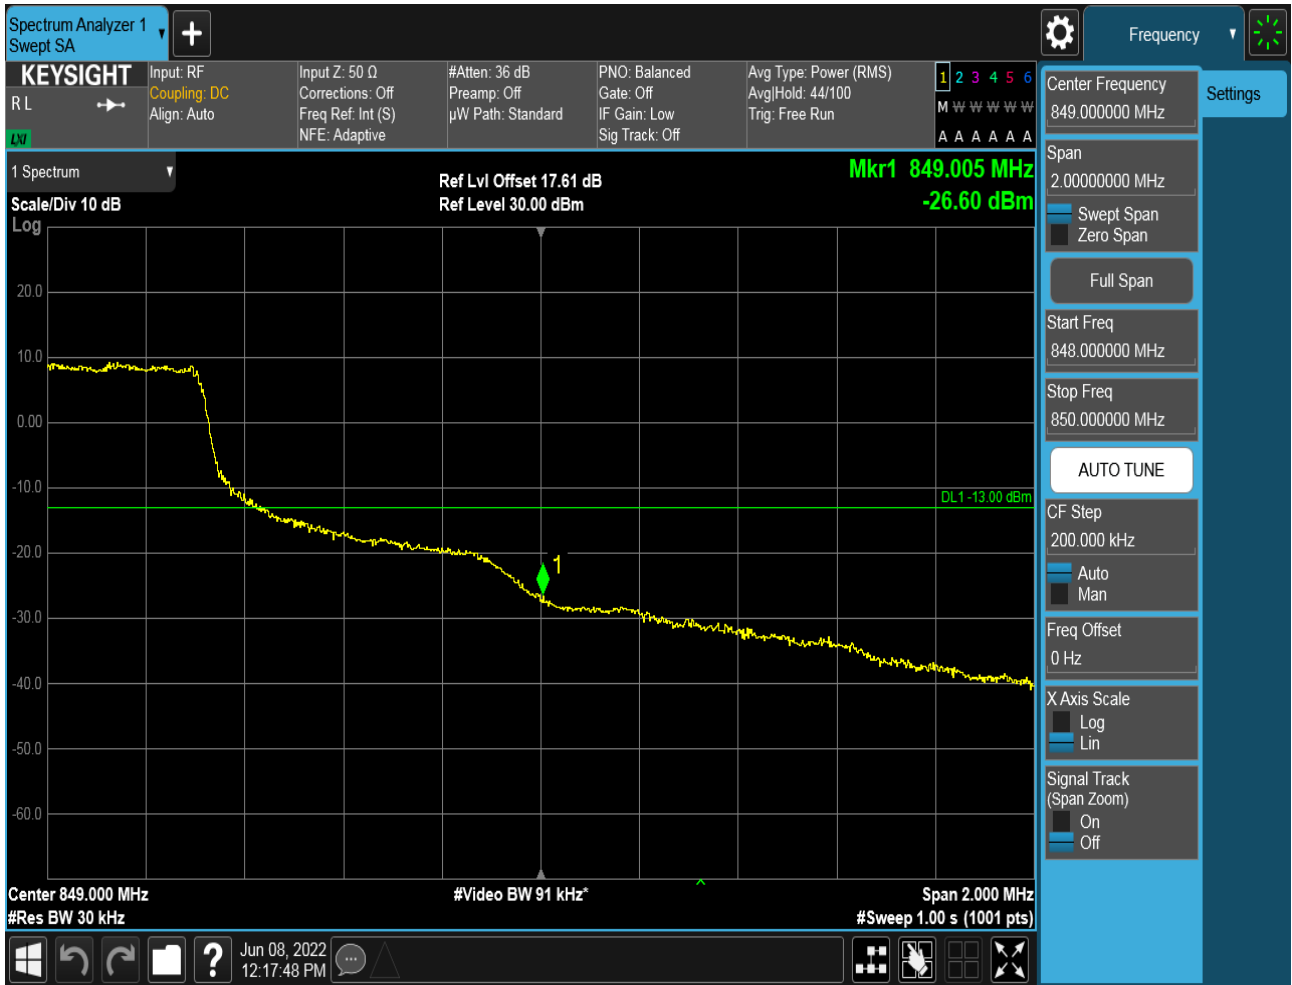 Spectrum Analyzer 1
Swept SA
Frequency
KEYSIGHT
R L
LXI
Input: RF
Coupling: DC
Align: Auto
Input Z: 50 Ω
Corrections: Off
Freq Ref: Int (S)
NFE: Adaptive
#Atten: 36 dB
Preamp: Off
µW Path: Standard
PNO: Balanced
Gate: Off
IF Gain: Low
Sig Track: Off
Avg Type: Power (RMS)
Avg|Hold: 44/100
Trig: Free Run
1 2 3 4 5 6
M W W W W W
A A A A A A
1 Spectrum
Scale/Div 10 dB
Log
Ref Lvl Offset 17.61 dB
Ref Level 30.00 dBm
Mkr1 849.005 MHz
-26.60 dBm
20.0
10.0
0.00
-10.0
-20.0
-30.0
-40.0
-50.0
-60.0
DL1 -13.00 dBm
1
Center 849.000 MHz
#Res BW 30 kHz
#Video BW 91 kHz*
Span 2.000 MHz
#Sweep 1.00 s (1001 pts)
Center Frequency
849.000000 MHz
Settings
Span
2.00000000 MHz
Swept Span
Zero Span
Full Span
Start Freq
848.000000 MHz
Stop Freq
850.000000 MHz
AUTO TUNE
CF Step
200.000 kHz
Auto
Man
Freq Offset
0 Hz
X Axis Scale
Log
Lin
Signal Track
(Span Zoom)
On
Off
?
Jun 08, 2022
12:17:48 PM